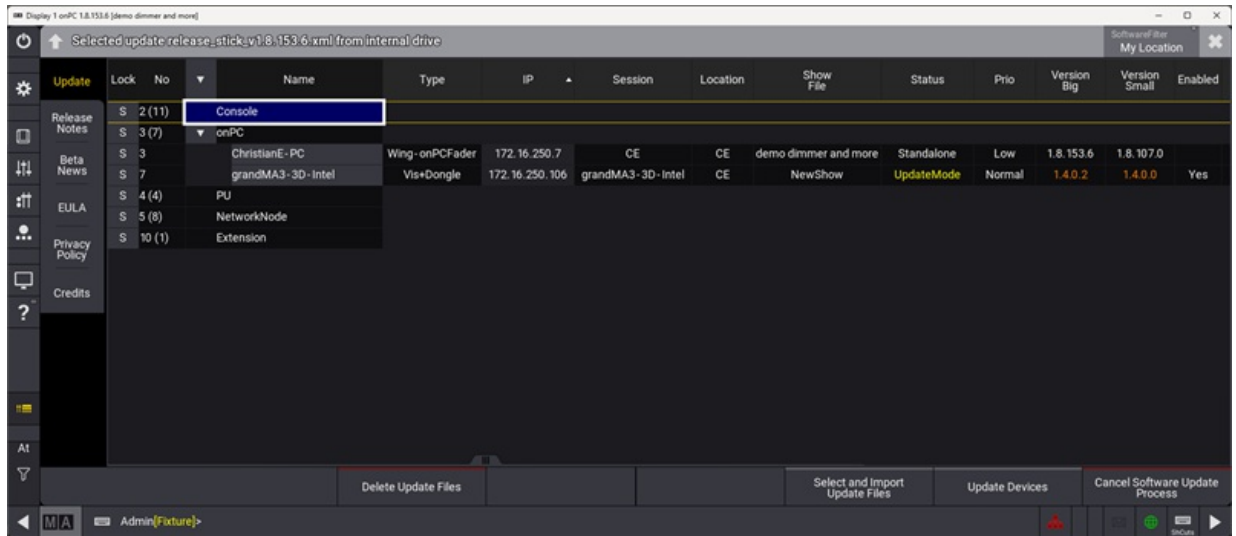 Display 1 onPC 1.8.153.6 [demo dimmer and more]
Selected update release_stick_v1.8.153.6.xml from internal drive
SoftwareFilter
My Location
Update
Release Notes
Beta News
EULA
Privacy Policy
Credits
Lock No Name Type IP Session Location Show File Status Prio Version Big Version Small Enabled
S 2 (11) Console
S 3 (7) onPC
S 3 ChristianE-PC Wing-onPCFader 172.16.250.7 CE CE demo dimmer and more Standalone Low 1.8.153.6 1.8.107.0
S 7 grandMA3-3D-Intel Vis+Dongle 172.16.250.106 grandMA3-3D-Intel CE NewShow UpdateMode Normal 1.4.0.2 1.4.0.0 Yes
S 4 (4) PU
S 5 (8) NetworkNode
S 10 (1) Extension
?
At
Delete Update Files
Select and Import Update Files
Update Devices
Cancel Software Update Process
MA
Admin[Fixture]>
ShCuts